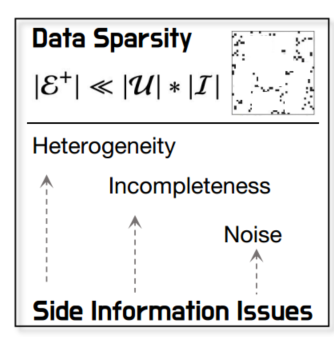 Data Sparsity
|ℰ⁺| ≪ |𝒰| * |ℐ|
Heterogeneity
Incompleteness
Noise
Side Information Issues